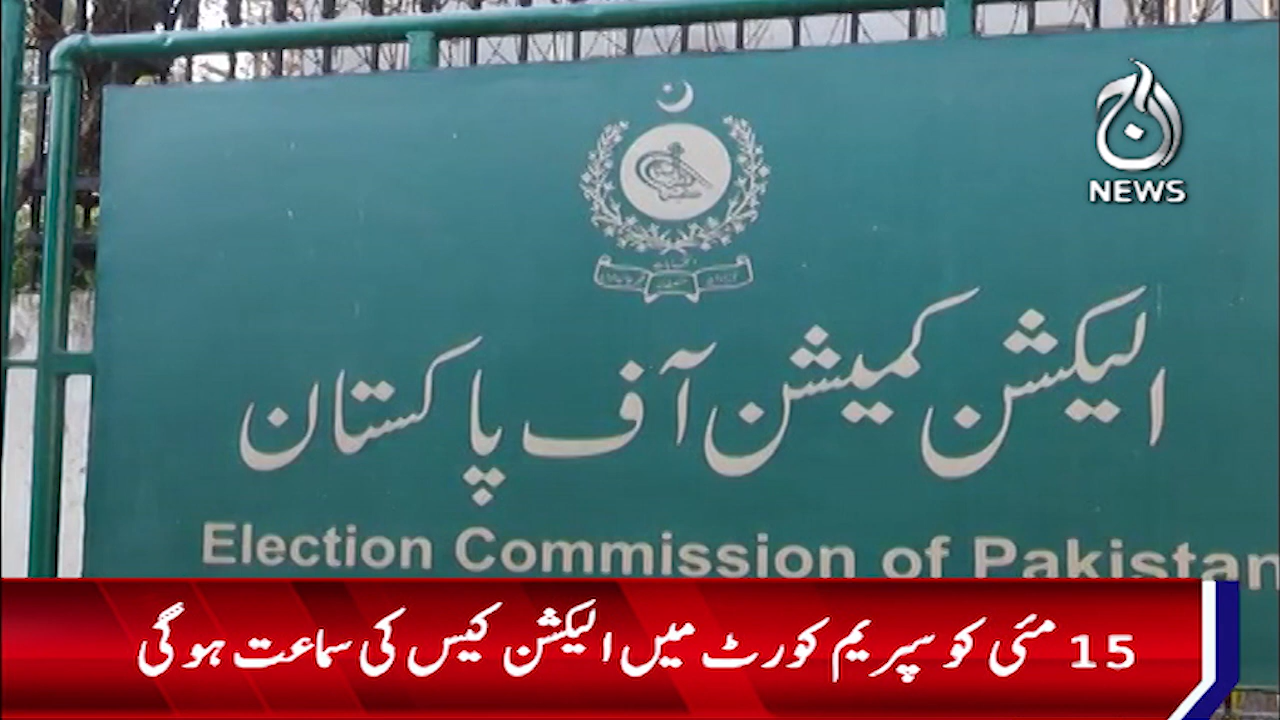 آج
NEWS
الیکشن کمیشن آف پاکستان
Election Commission of Pakistan
15 مئی کو سپریم کورٹ میں الیکشن کیس کی سماعت ہوگی